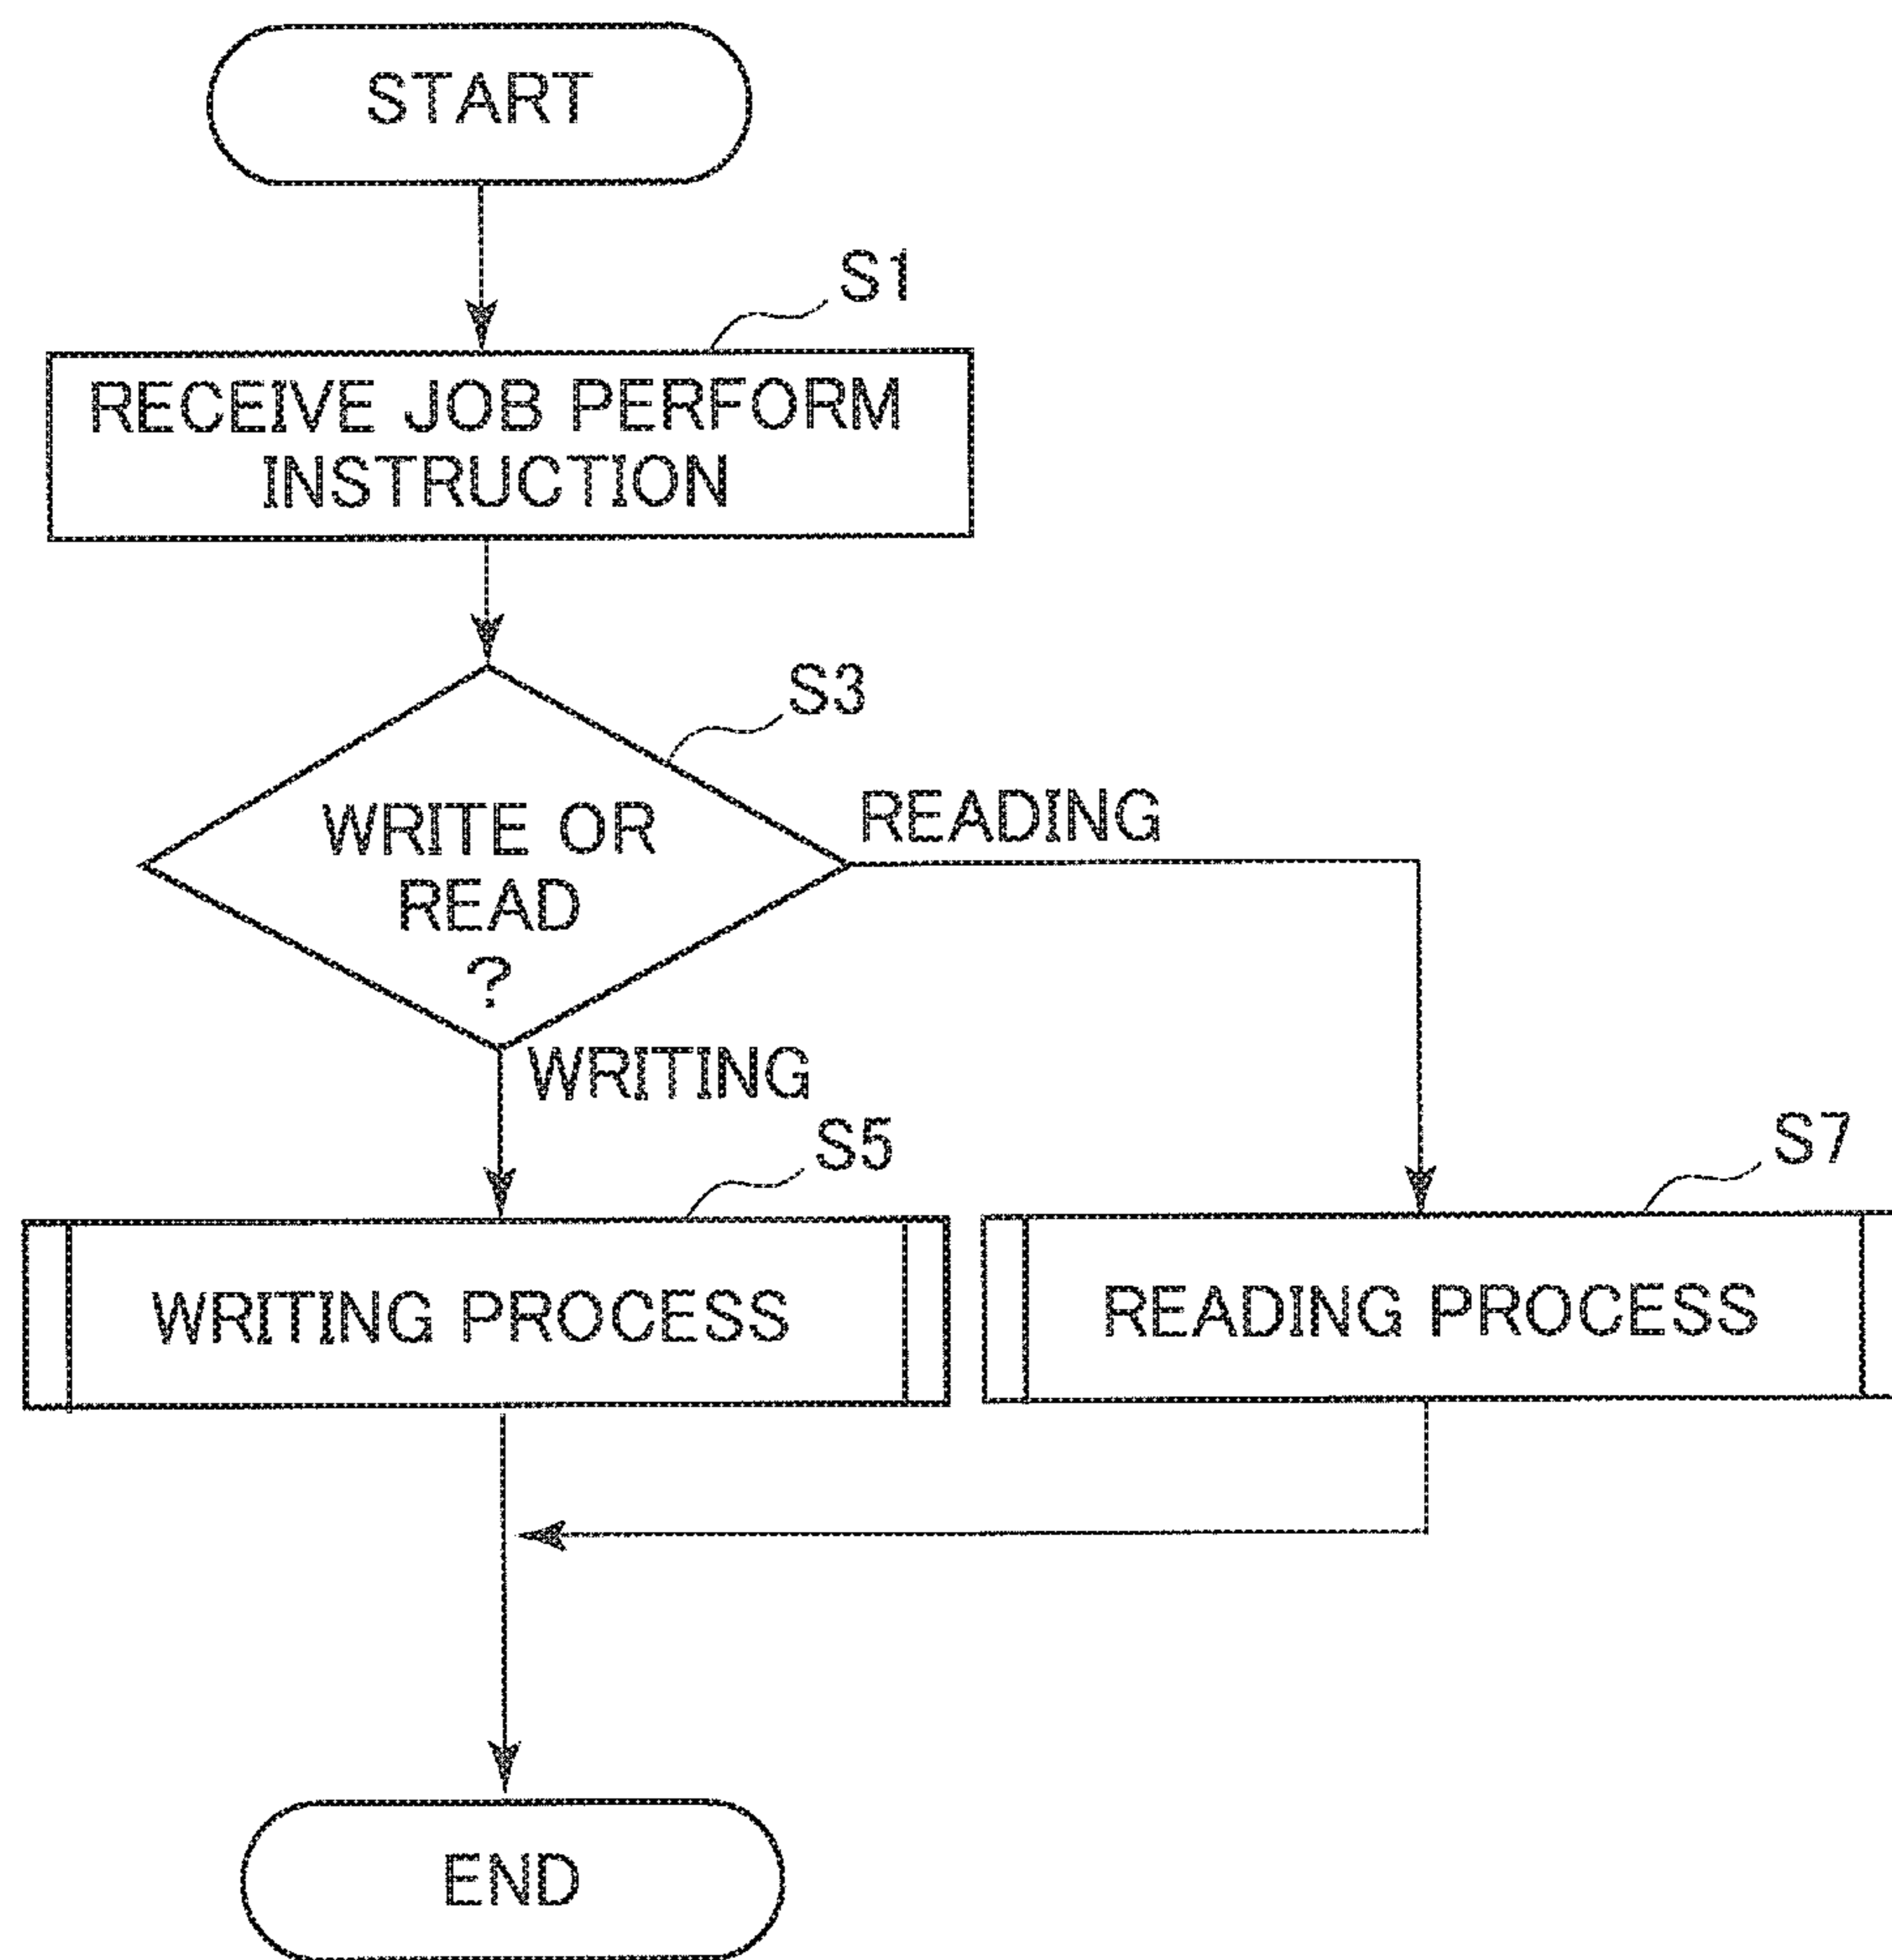 START
S1
RECEIVE JOB PERFORM
INSTRUCTION
S3
WRITE OR
READ
?
READING
WRITING
S5
S7
WRITING PROCESS
READING PROCESS
END